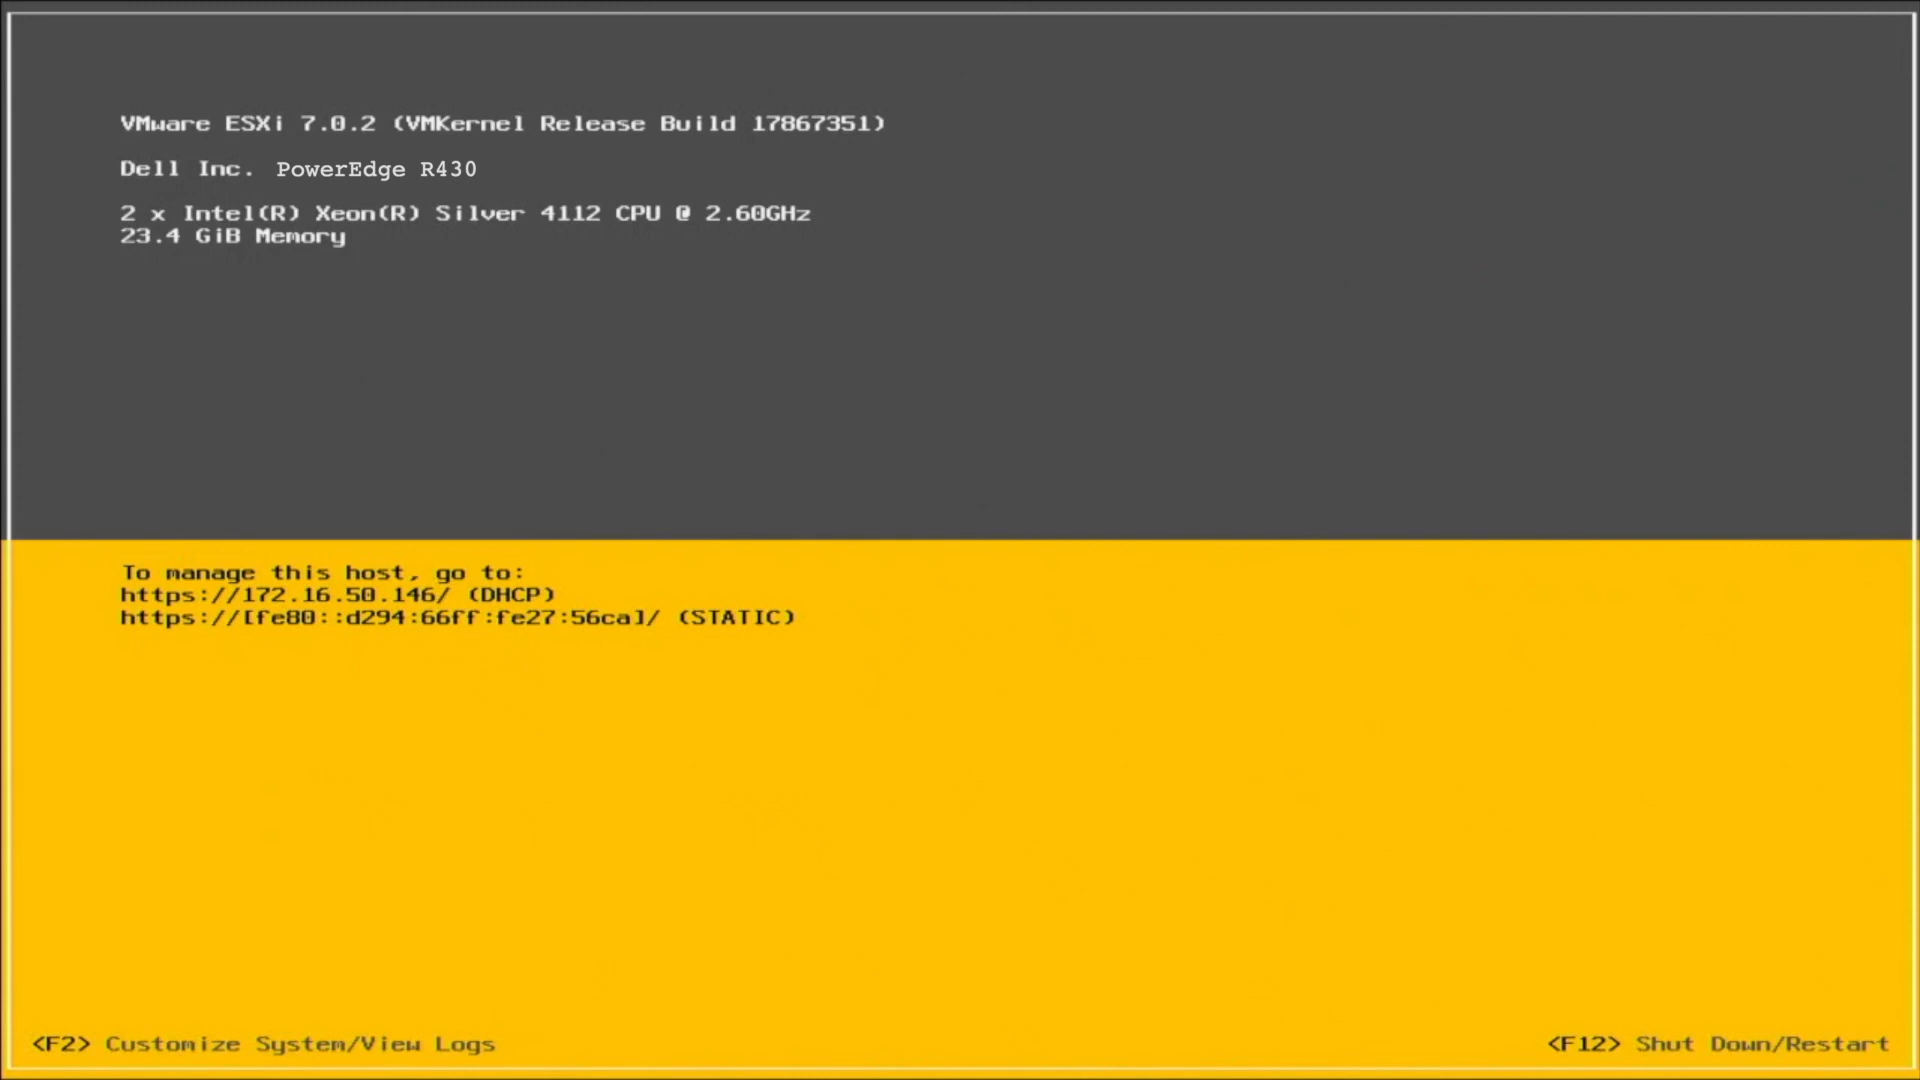 VMware ESXi 7.0.2 (VMKernel Release Build 17867351)
Dell Inc. PowerEdge R430
2 x Intel(R) Xeon(R) Silver 4112 CPU @ 2.60GHz
23.4 GiB Memory
To manage this host, go to:
https://172.16.50.146/ (DHCP)
https://[fe80::d294:66ff:fe27:56ca]/ (STATIC)
<F2> Customize System/View Logs
<F12> Shut Down/Restart